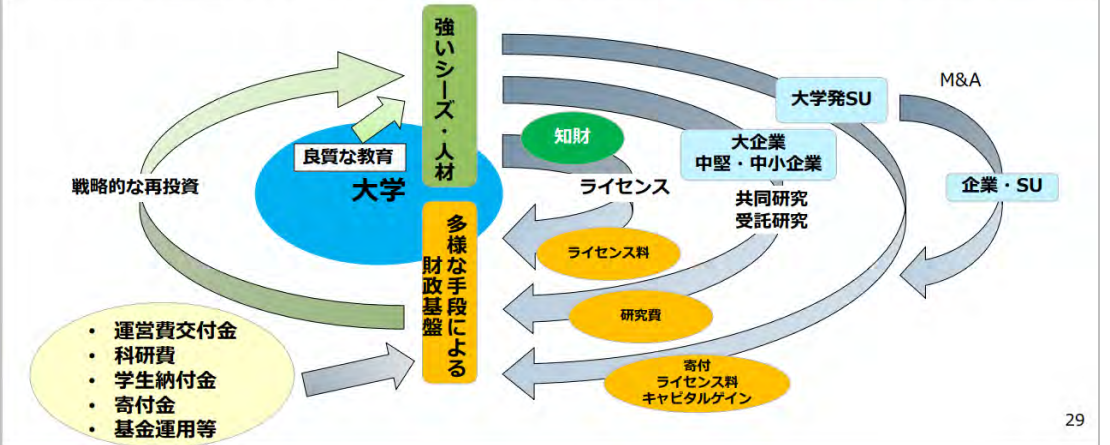 強いシーズ・人材
良質な教育
大学
戦略的な再投資
多様な手段による
財政基盤
• 運営費交付金
• 科研費
• 学生納付金
• 寄付金
• 基金運用等
知財
ライセンス
ライセンス料
大企業
中堅・中小企業
共同研究
受託研究
研究費
大学発SU
M&A
企業・SU
寄付
ライセンス料
キャピタルゲイン
29